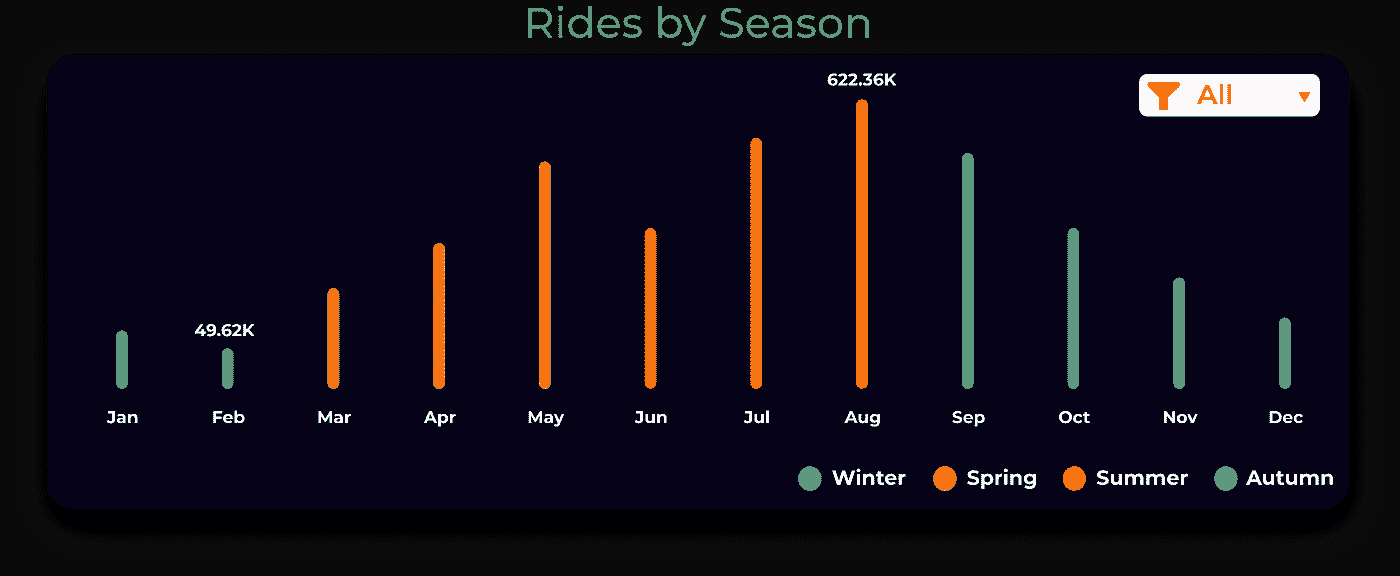 Rides by Season
622.36K
All
49.62K
Jan Feb Mar Apr May Jun Jul Aug Sep Oct Nov Dec
Winter Spring Summer Autumn